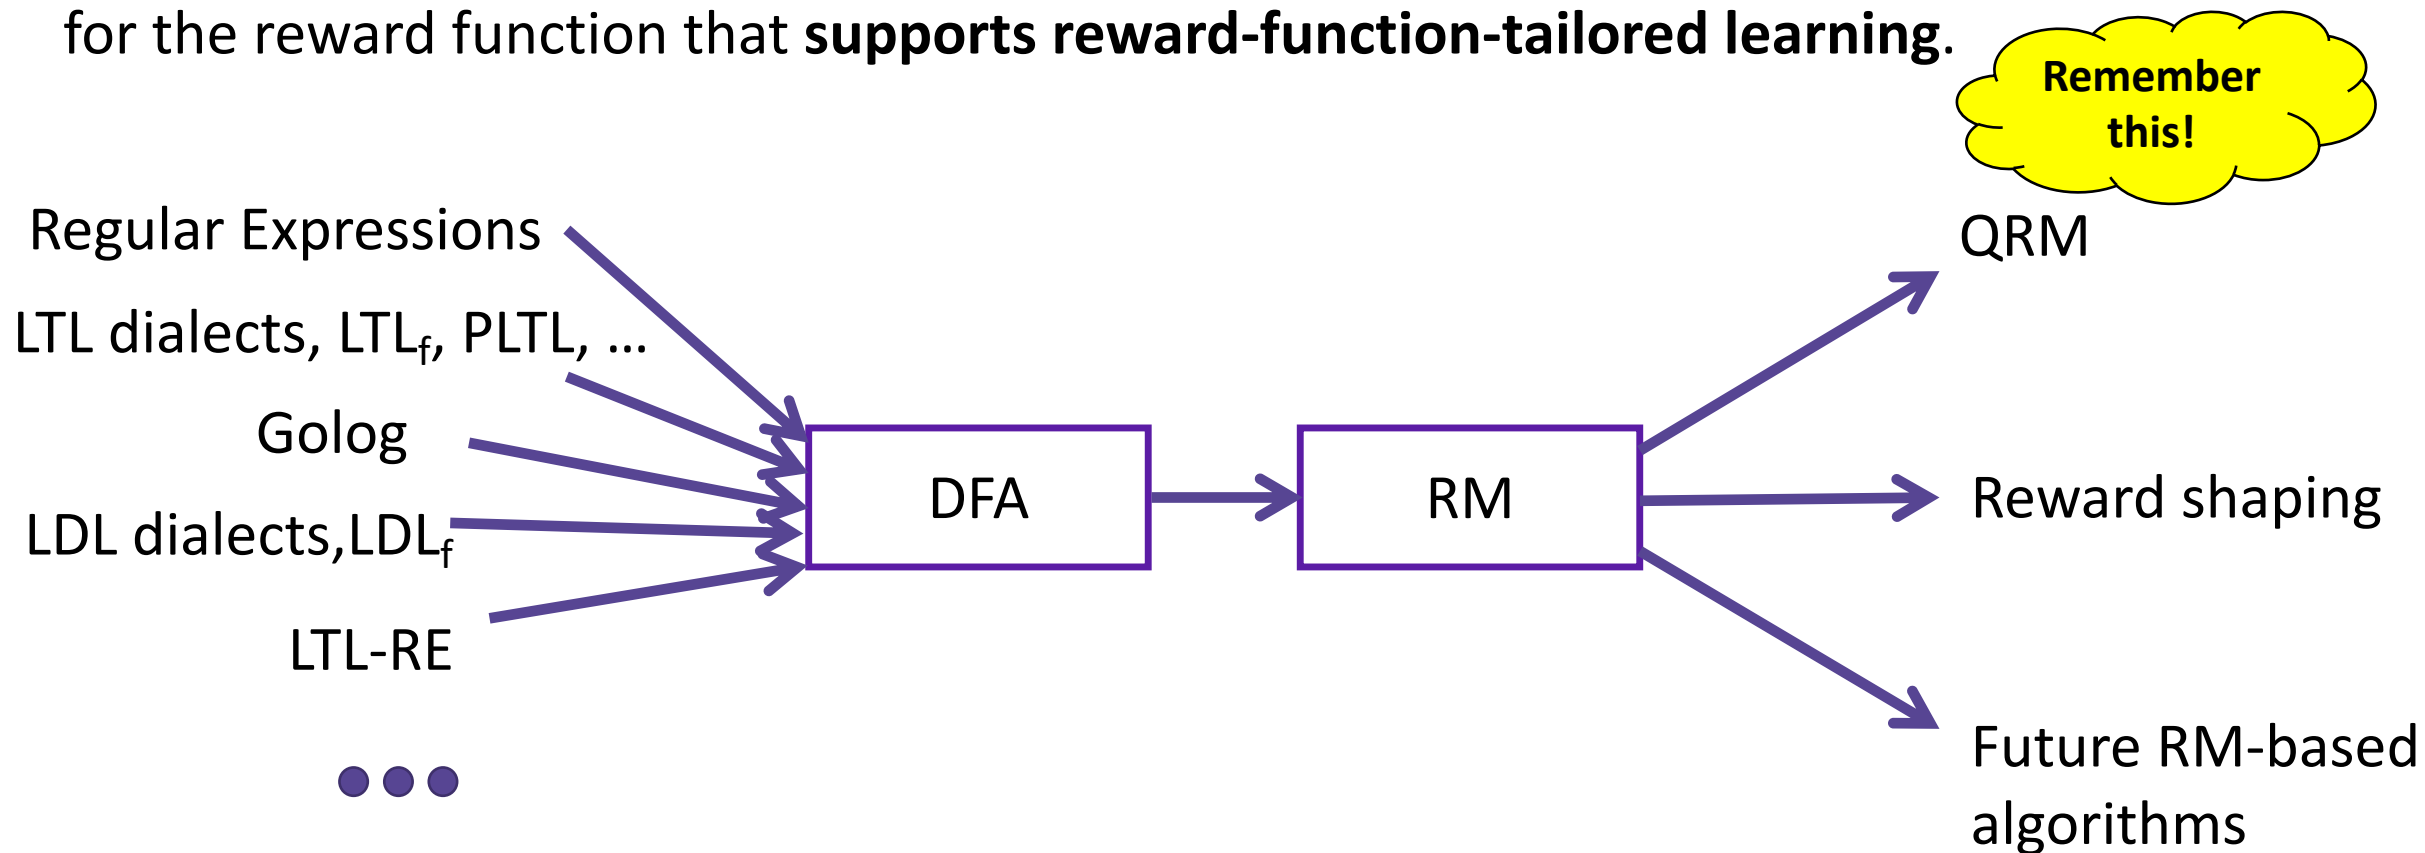 for the reward function that supports reward-function-tailored learning.
Remember
this!
Regular Expressions
LTL dialects, LTLf, PLTL, ...
Golog
LDL dialects,LDLf
LTL-RE
DFA
RM
QRM
Reward shaping
Future RM-based
algorithms